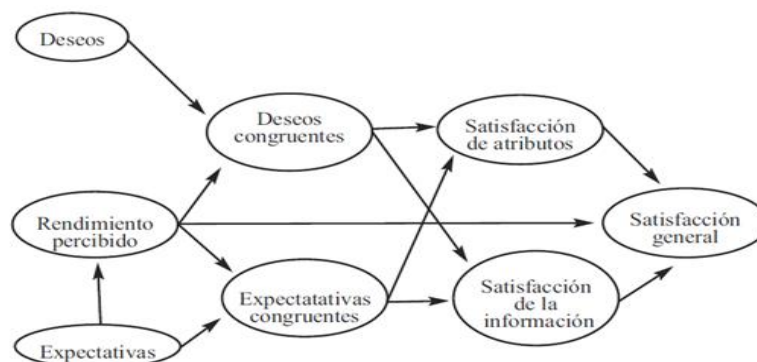 Deseos
Deseos
congruentes
Satisfacción
de atributos
Rendimiento
percibido
Satisfacción
general
Expectatativas
congruentes
Satisfacción
de la
información
Expectativas